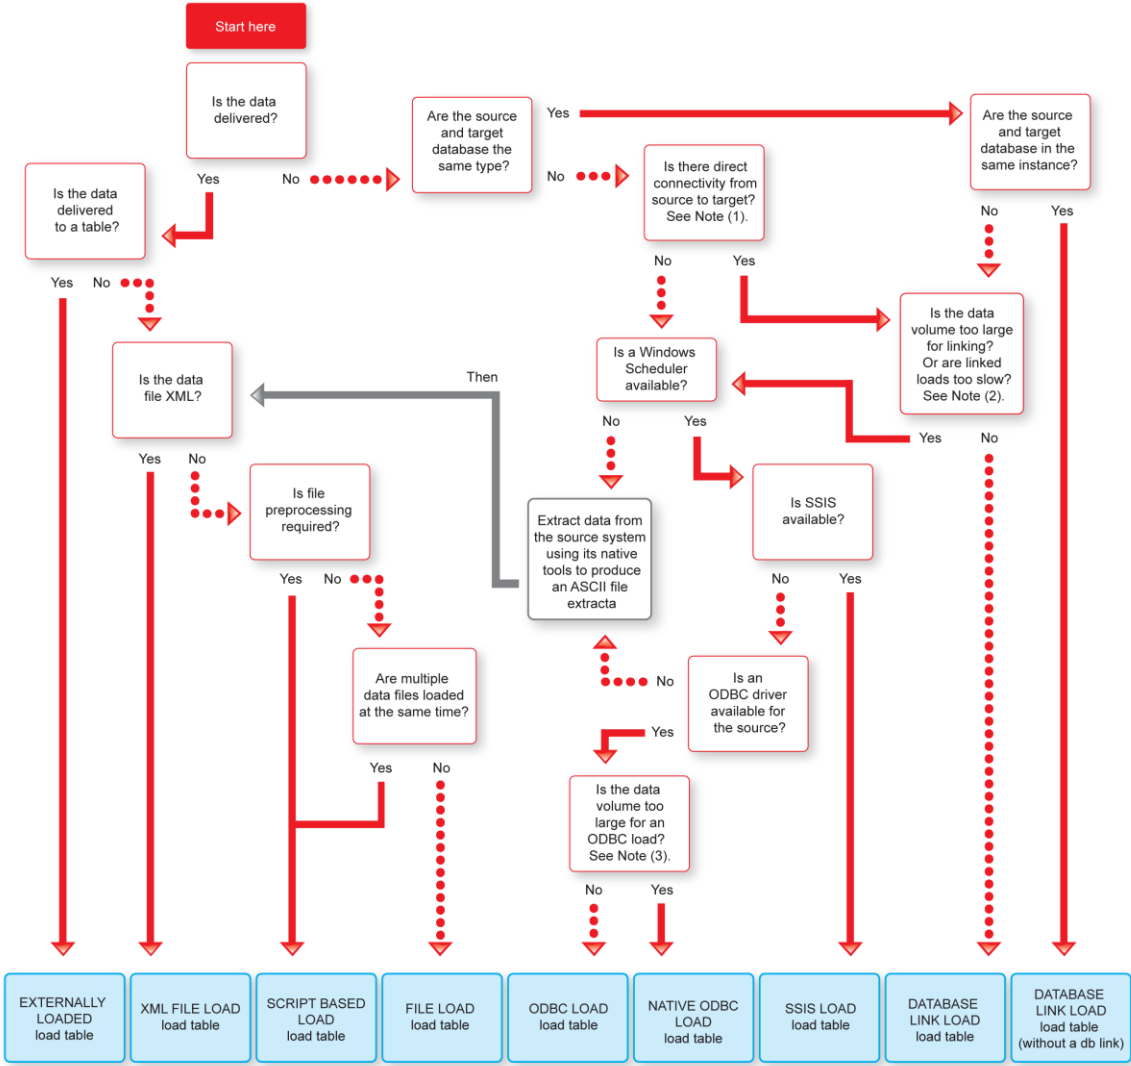 Start here
Is the data
delivered?
Yes
No
Are the source
and target
database the
same type?
Yes
No
Are the source
and target
database in the
same instance?
No
Yes
Is the data
delivered
to a table?
Yes
No
Is there direct
connectivity from
source to target?
See Note (1).
No
Yes
Is the data
volume too large
for linking?
Or are linked
loads too slow?
See Note (2).
Yes
No
Is the data
file XML?
Yes
No
Then
Is a Windows
Scheduler
available?
No
Yes
Is file
preprocessing
required?
Yes
No
Extract data from
the source system
using its native
tools to produce
an ASCII file
extracta
Is SSIS
available?
No
Yes
Are multiple
data files loaded
at the same time?
Yes
No
Is an
ODBC driver
available for
the source?
No
Yes
Is the data
volume too
large for an
ODBC load?
See Note (3).
No
Yes
EXTERNALLY
LOADED
load table
XML FILE LOAD
load table
SCRIPT BASED
LOAD
load table
FILE LOAD
load table
ODBC LOAD
load table
NATIVE ODBC
LOAD
load table
SSIS LOAD
load table
DATABASE
LINK LOAD
load table
DATABASE
LINK LOAD
load table
(without a db link)